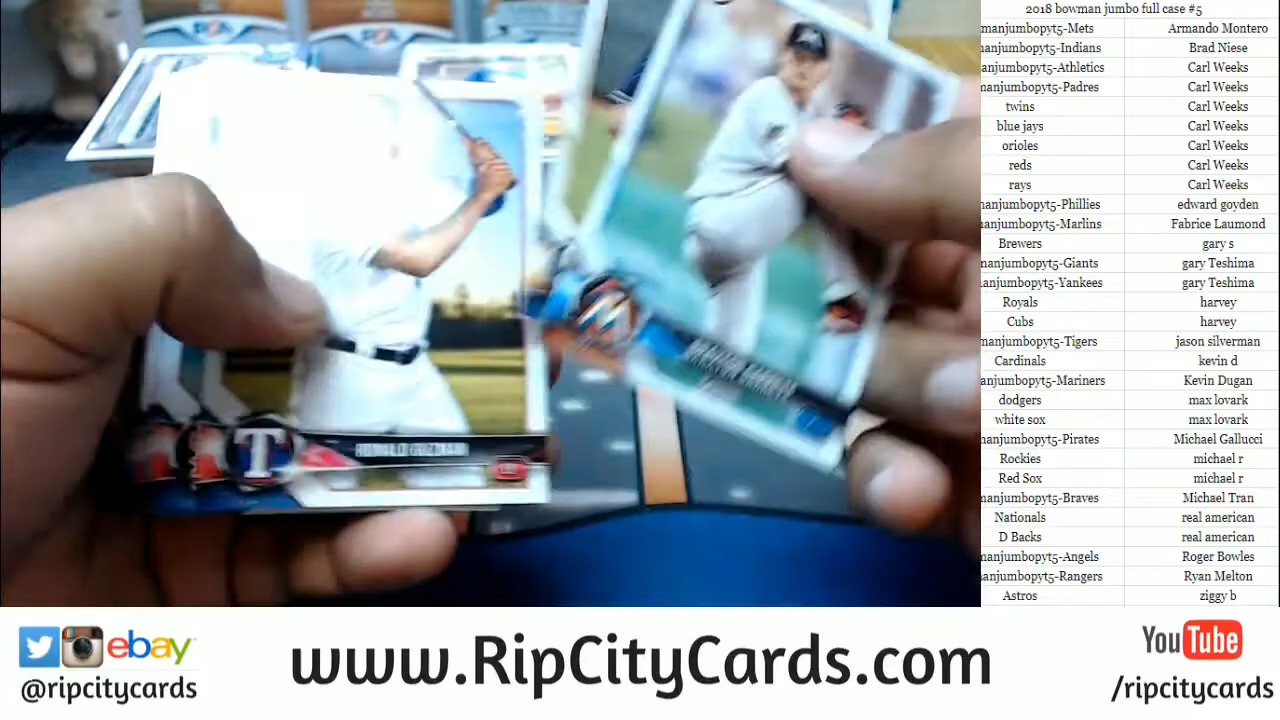 2018 bowman jumbo full case #5
manjumbopyt5-Mets Armando Montero
manjumbopyt5-Indians Brad Niese
anjumbopyt5-Athletics Carl Weeks
manjumbopyt5-Padres Carl Weeks
twins Carl Weeks
blue jays Carl Weeks
orioles Carl Weeks
reds Carl Weeks
rays Carl Weeks
manjumbopyt5-Phillies edward goyden
manjumbopyt5-Marlins Fabrice Laumond
Brewers gary s
manjumbopyt5-Giants gary Teshima
manjumbopyt5-Yankees gary Teshima
Royals harvey
Cubs harvey
manjumbopyt5-Tigers jason silverman
Cardinals kevin d
anjumbopyt5-Mariners Kevin Dugan
dodgers max lovark
white sox max lovark
manjumbopyt5-Pirates Michael Gallucci
Rockies michael r
Red Sox michael r
manjumbopyt5-Braves Michael Tran
Nationals real american
D Backs real american
manjumbopyt5-Angels Roger Bowles
anjumbopyt5-Rangers Ryan Melton
Astros ziggy b
T
ebay
@ripcitycards
www.RipCityCards.com
YouTube
/ripcitycards